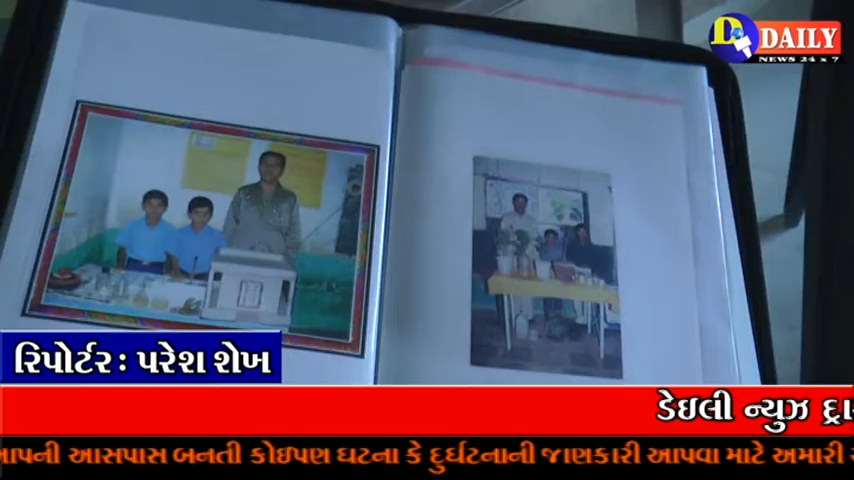 D
DAILY
NEWS 24 x 7
રિપોર્ટર : પરેશ શેખ
ડેઇલી ન્યુઝ
આપની આસપાસ બનતી કોઇપણ ઘટના કે દુર્ઘટનાની જાણકારી આપવા માટે અમારી